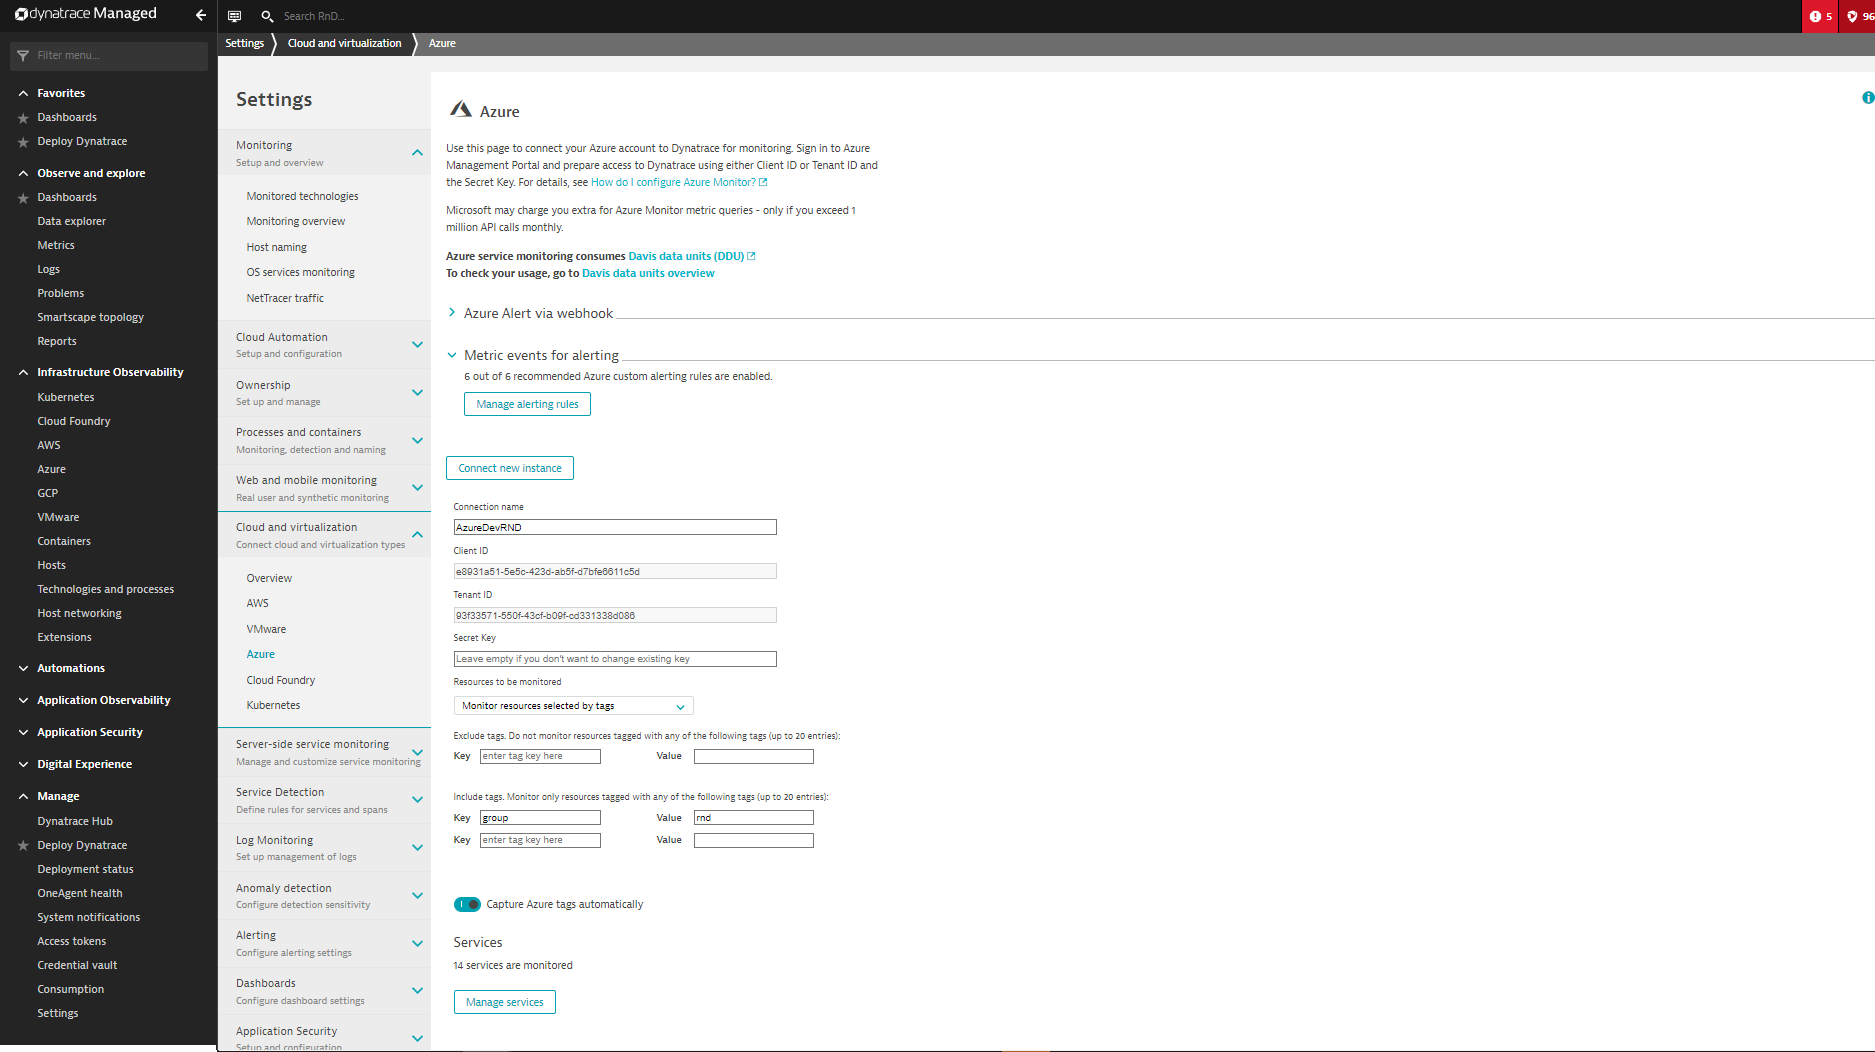 dynatrace Managed
Search RnD...
5
96
Filter menu...
Favorites
Dashboards
Deploy Dynatrace
Observe and explore
Dashboards
Data explorer
Metrics
Logs
Problems
Smartscape topology
Reports
Infrastructure Observability
Kubernetes
Cloud Foundry
AWS
Azure
GCP
VMware
Containers
Hosts
Technologies and processes
Host networking
Extensions
Automations
Application Observability
Application Security
Digital Experience
Manage
Dynatrace Hub
Deploy Dynatrace
Deployment status
OneAgent health
System notifications
Access tokens
Credential vault
Consumption
Settings
Settings
Cloud and virtualization
Azure
Settings
Monitoring
Setup and overview
Monitored technologies
Monitoring overview
Host naming
OS services monitoring
NetTracer traffic
Cloud Automation
Setup and configuration
Ownership
Set up and manage
Processes and containers
Monitoring, detection and naming
Web and mobile monitoring
Real user and synthetic monitoring
Cloud and virtualization
Connect cloud and virtualization types
Overview
AWS
VMware
Azure
Cloud Foundry
Kubernetes
Server-side service monitoring
Manage and customize service monitoring
Service Detection
Define rules for services and spans
Log Monitoring
Set up management of logs
Anomaly detection
Configure detection sensitivity
Alerting
Configure alerting settings
Dashboards
Configure dashboard settings
Application Security
Setup and configuration
Azure
Use this page to connect your Azure account to Dynatrace for monitoring. Sign in to Azure
Management Portal and prepare access to Dynatrace using either Client ID or Tenant ID and
the Secret Key. For details, see How do I configure Azure Monitor?
Microsoft may charge you extra for Azure Monitor metric queries - only if you exceed 1
million API calls monthly.
Azure service monitoring consumes Davis data units (DDU)
To check your usage, go to Davis data units overview
Azure Alert via webhook
Metric events for alerting
6 out of 6 recommended Azure custom alerting rules are enabled.
Manage alerting rules
Connect new instance
Connection name
AzureDevRND
Client ID
e8931a51-5e5c-423d-ab5f-d7bfe6611c5d
Tenant ID
93f33571-550f-43cf-b09f-cd331338d086
Secret Key
Leave empty if you don't want to change existing key
Resources to be monitored
Monitor resources selected by tags
Exclude tags. Do not monitor resources tagged with any of the following tags (up to 20 entries):
Key enter tag key here Value
Include tags. Monitor only resources tagged with any of the following tags (up to 20 entries):
Key group Value rnd
Key enter tag key here Value
Capture Azure tags automatically
Services
14 services are monitored
Manage services